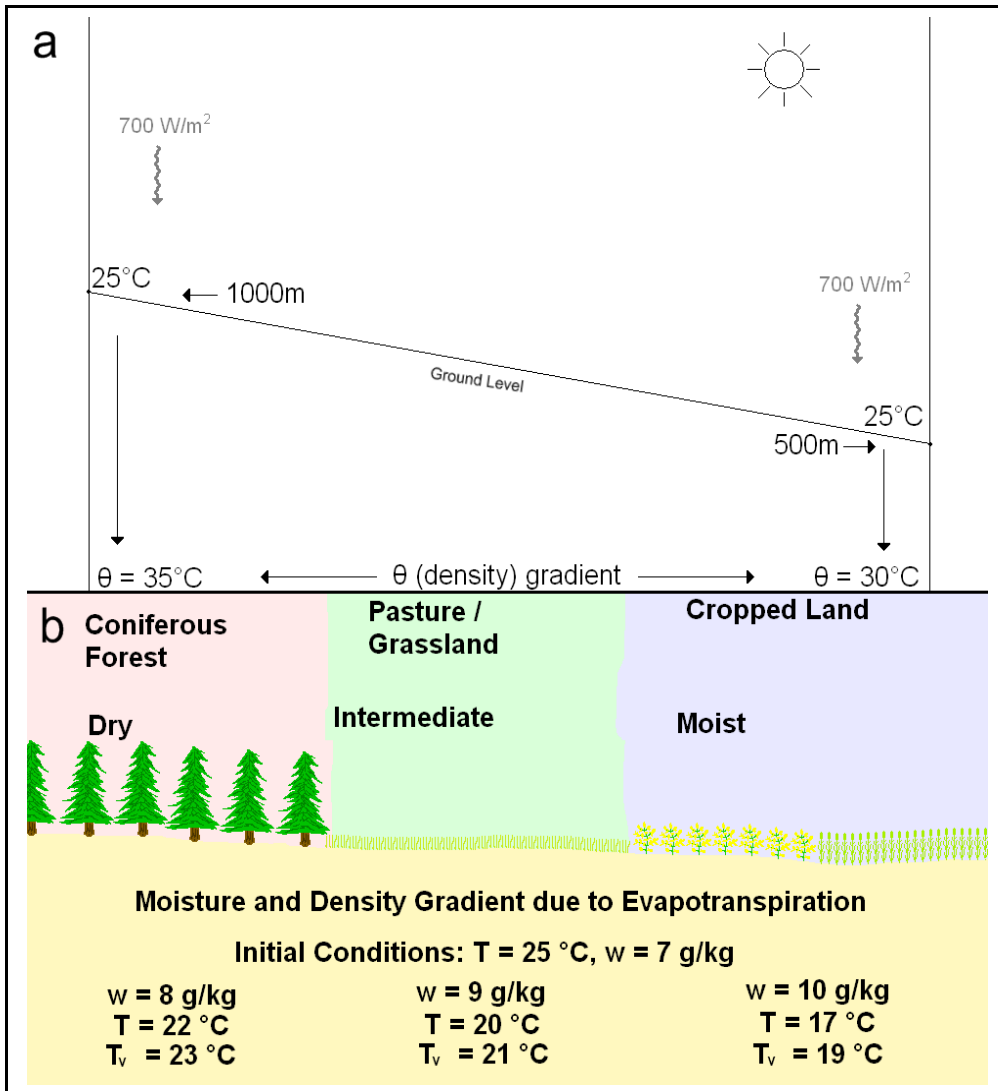 a
700 W/m²
25°C
1000m
700 W/m²
Ground Level
25°C
500m
θ = 35°C
θ (density) gradient
θ = 30°C
b
Coniferous
Forest
Pasture /
Grassland
Cropped Land
Dry
Intermediate
Moist
Moisture and Density Gradient due to Evapotranspiration
Initial Conditions: T = 25 °C, w = 7 g/kg
w = 8 g/kg
T = 22 °C
Tᵥ = 23 °C
w = 9 g/kg
T = 20 °C
Tᵥ = 21 °C
w = 10 g/kg
T = 17 °C
Tᵥ = 19 °C